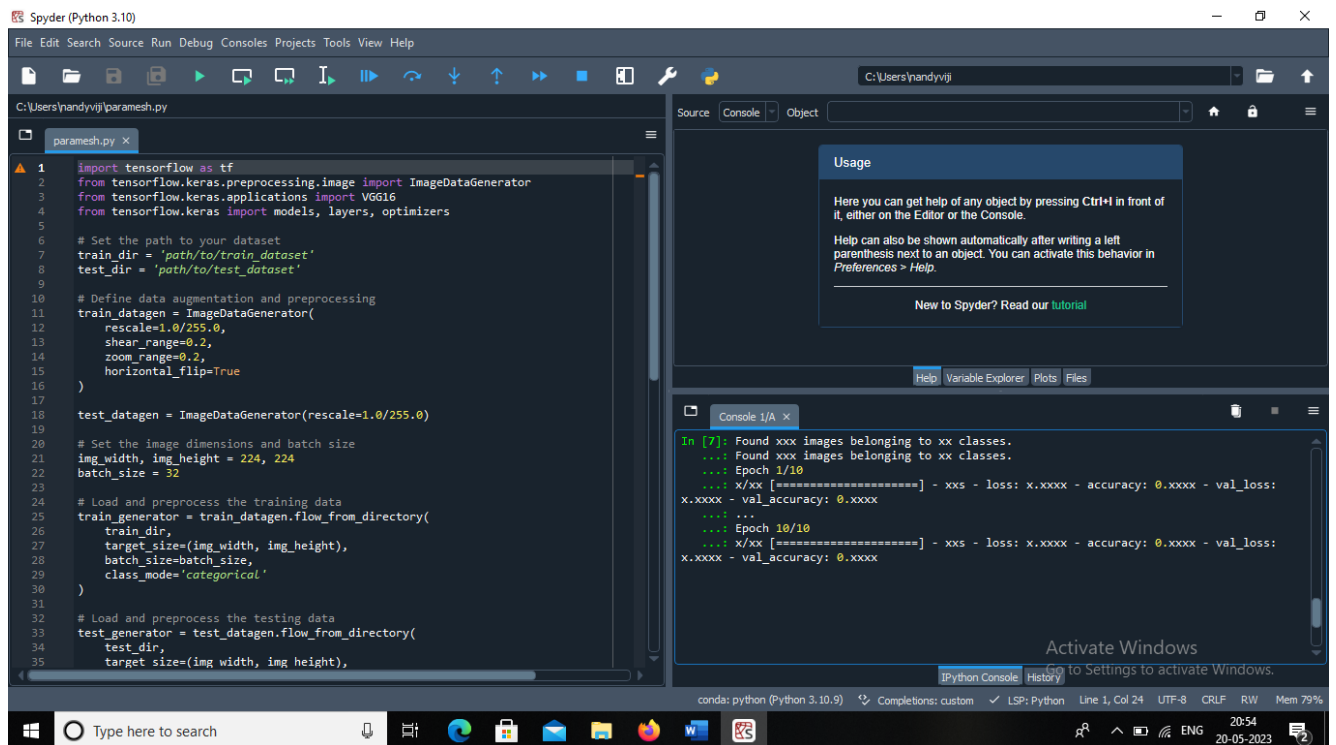 Spyder (Python 3.10)
File Edit Search Source Run Debug Consoles Projects Tools View Help
C:\Users\nandyviji
C:\Users\nandyviji\paramesh.py
paramesh.py
1 import tensorflow as tf
2 from tensorflow.keras.preprocessing.image import ImageDataGenerator
3 from tensorflow.keras.applications import VGG16
4 from tensorflow.keras import models, layers, optimizers
5
6 # Set the path to your dataset
7 train_dir = 'path/to/train_dataset'
8 test_dir = 'path/to/test_dataset'
9
10 # Define data augmentation and preprocessing
11 train_datagen = ImageDataGenerator(
12     rescale=1.0/255.0,
13     shear_range=0.2,
14     zoom_range=0.2,
15     horizontal_flip=True
16 )
17
18 test_datagen = ImageDataGenerator(rescale=1.0/255.0)
19
20 # Set the image dimensions and batch size
21 img_width, img_height = 224, 224
22 batch_size = 32
23
24 # Load and preprocess the training data
25 train_generator = train_datagen.flow_from_directory(
26     train_dir,
27     target_size=(img_width, img_height),
28     batch_size=batch_size,
29     class_mode='categorical'
30 )
31
32 # Load and preprocess the testing data
33 test_generator = test_datagen.flow_from_directory(
34     test_dir,
35     target_size=(img_width, img_height),
Source Console Object
Usage
Here you can get help of any object by pressing Ctrl+I in front of
it, either on the Editor or the Console.
Help can also be shown automatically after writing a left
parenthesis next to an object. You can activate this behavior in
Preferences > Help.
New to Spyder? Read our tutorial
Help Variable Explorer Plots Files
Console 1/A
In [7]: Found xxx images belonging to xx classes.
...: Found xxx images belonging to xx classes.
...: Epoch 1/10
...: x/xx [=====================] - xxs - loss: x.xxxx - accuracy: 0.xxxx - val_loss:
x.xxxx - val_accuracy: 0.xxxx
...: ...
...: Epoch 10/10
...: x/xx [=====================] - xxs - loss: x.xxxx - accuracy: 0.xxxx - val_loss:
x.xxxx - val_accuracy: 0.xxxx
Activate Windows
Go to Settings to activate Windows.
IPython Console History
conda: python (Python 3.10.9) Completions: custom LSP: Python Line 1, Col 24 UTF-8 CRLF RW Mem 79%
Type here to search
ENG
20:54
20-05-2023
2